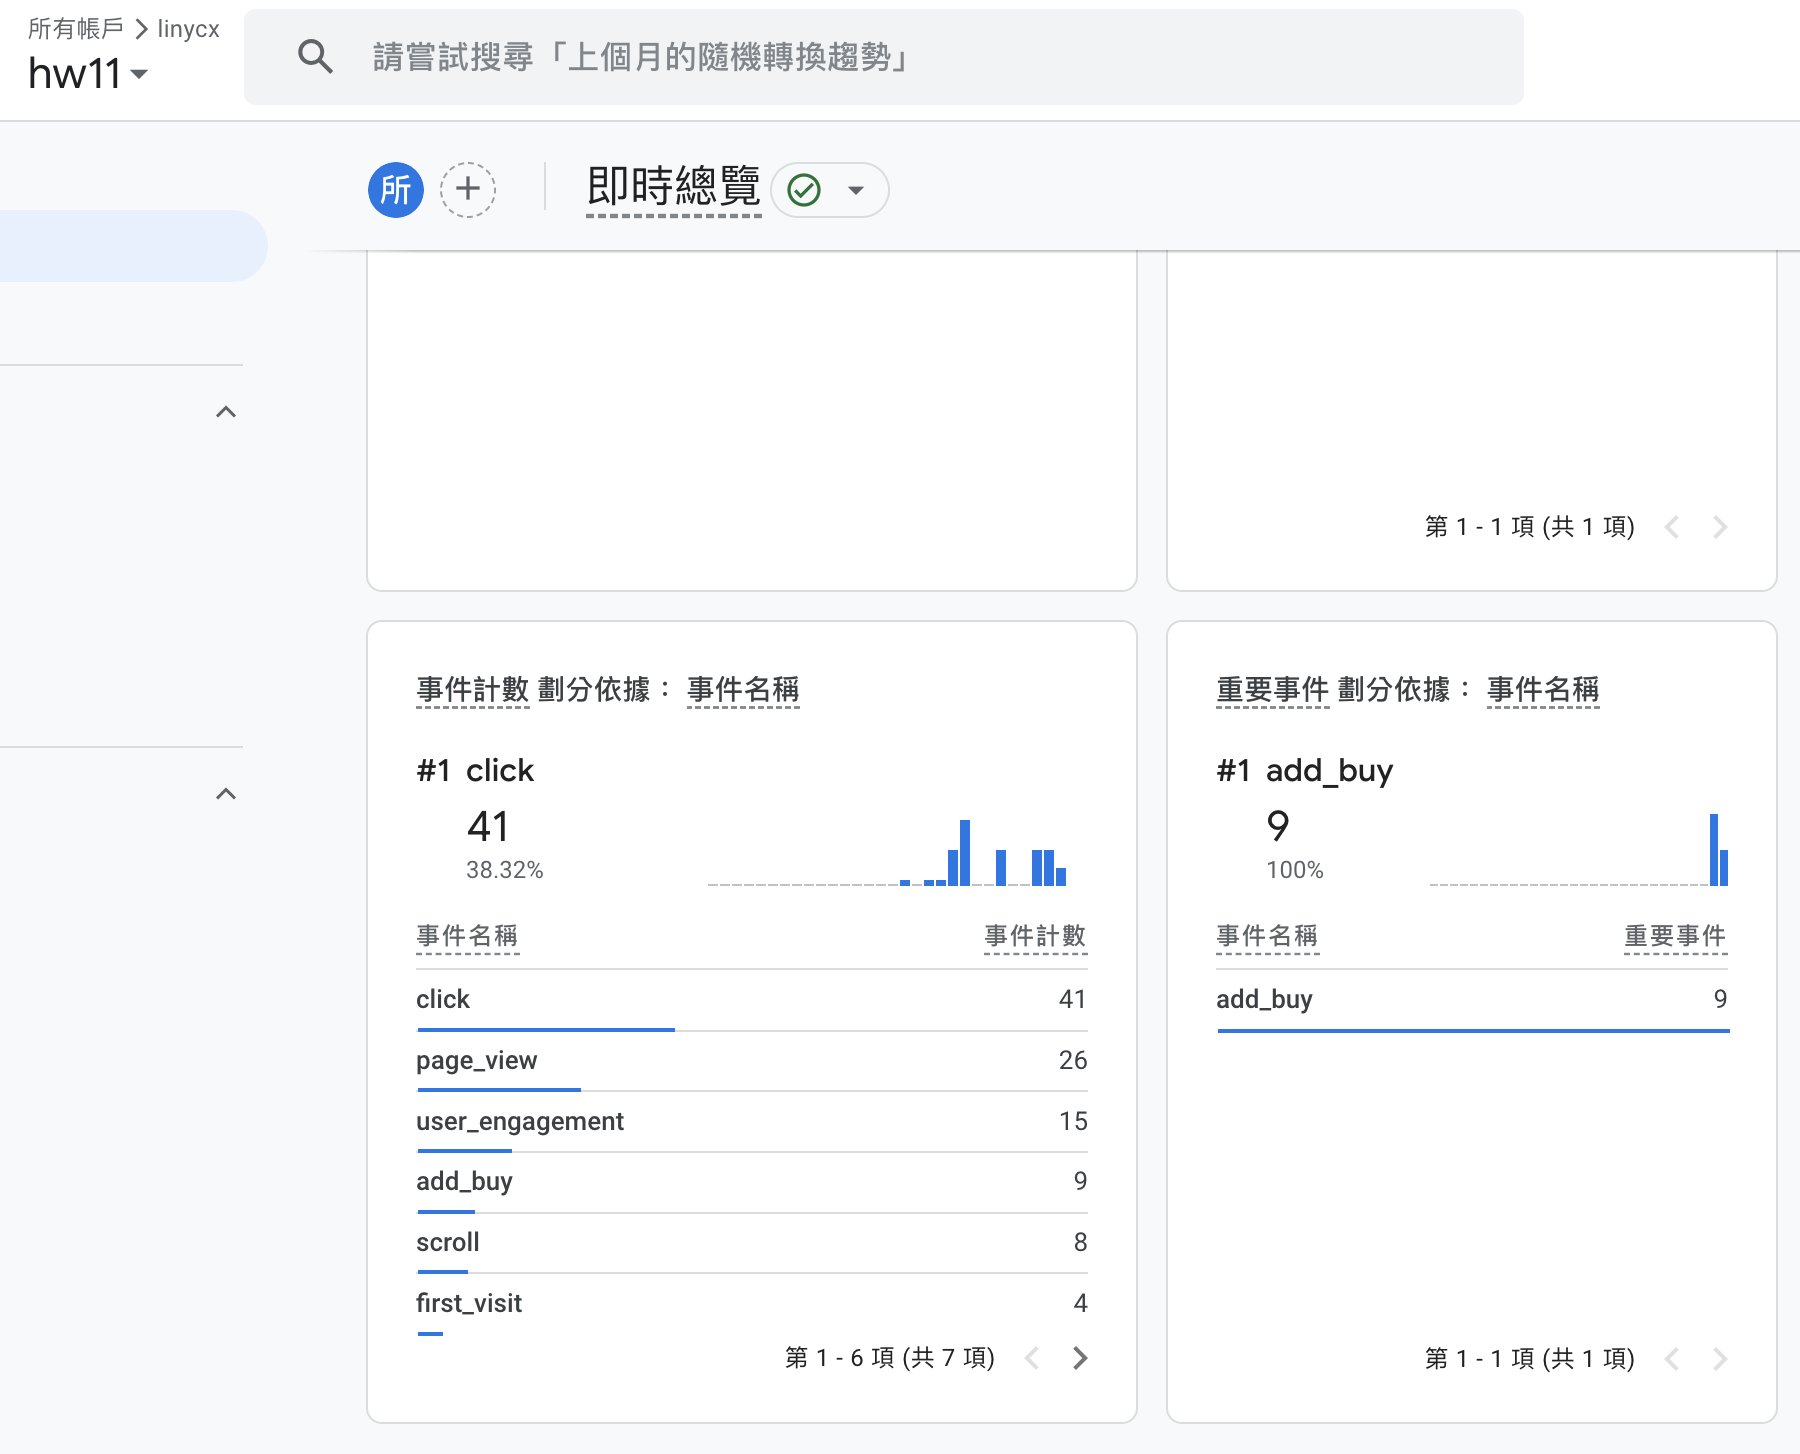 所有帳戶 > linycx
hw11
請嘗試搜尋「上個月的隨機轉換趨勢」
所
即時總覽
第 1 - 1 項 (共 1 項)
事件計數 劃分依據： 事件名稱
#1 click
41
38.32%
事件名稱 事件計數
click 41
page_view 26
user_engagement 15
add_buy 9
scroll 8
first_visit 4
第 1 - 6 項 (共 7 項)
重要事件 劃分依據： 事件名稱
#1 add_buy
9
100%
事件名稱 重要事件
add_buy 9
第 1 - 1 項 (共 1 項)